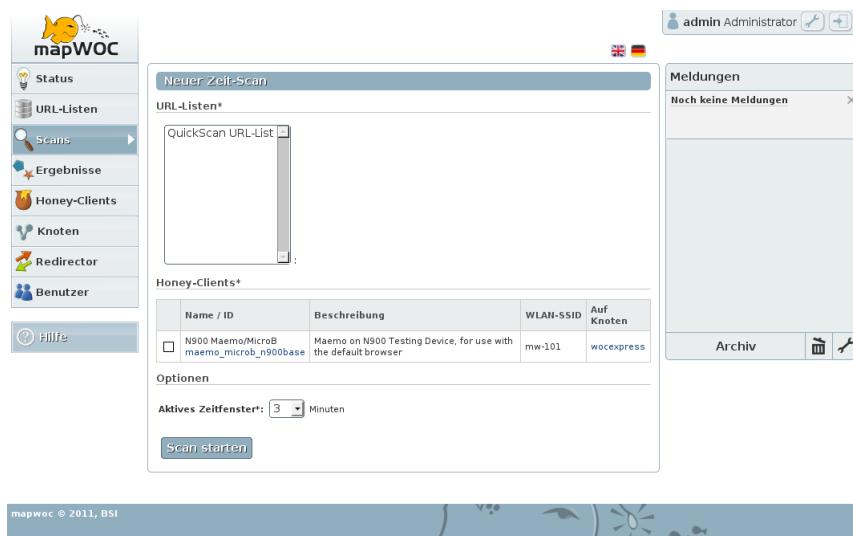 mapWOC
admin Administrator
Status
URL-Listen
Scans
Ergebnisse
Honey-Clients
Knoten
Redirector
Benutzer
Hilfe
Neuer Zeit-Scan
URL-Listen*
QuickScan URL-List
:
Honey-Clients*
Name / ID Beschreibung WLAN-SSID Auf Knoten
N900 Maemo/MicroB Maemo on N900 Testing Device, for use with mw-101 wocexpress
maemo_microb_n900base the default browser
Optionen
Aktives Zeitfenster*: 3 Minuten
Scan starten
Meldungen
Noch keine Meldungen
Archiv
mapwoc © 2011, BSI